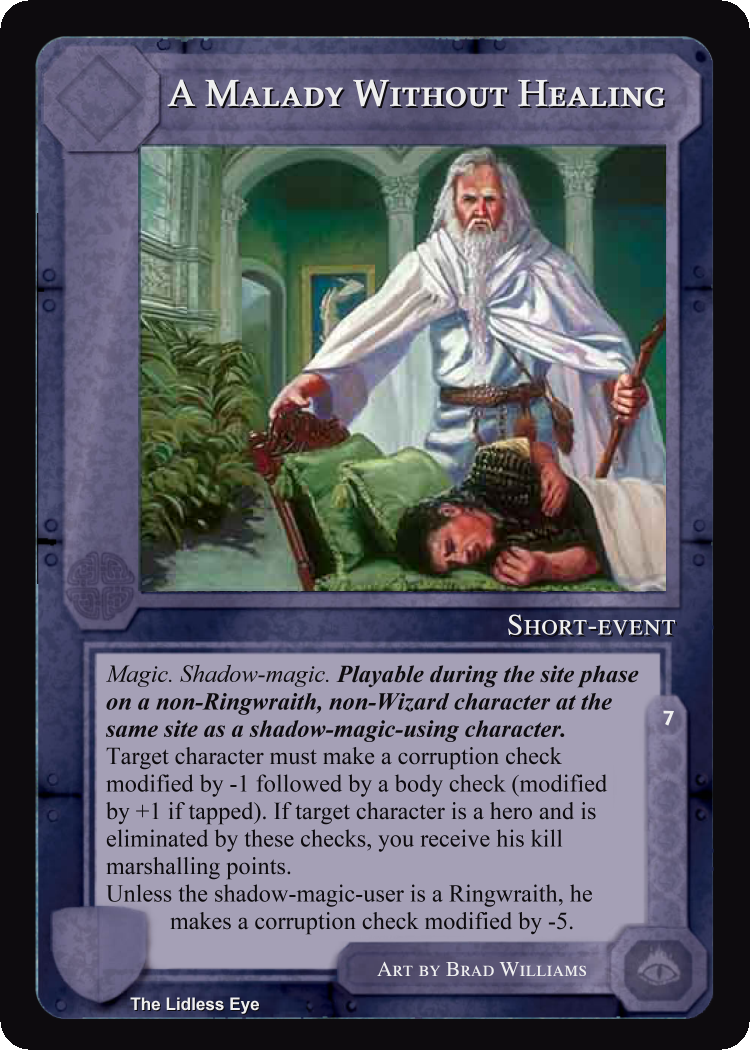 A Malady Without Healing
Short-event
Magic. Shadow-magic. Playable during the site phase
on a non-Ringwraith, non-Wizard character at the
same site as a shadow-magic-using character.
7
Target character must make a corruption check
modified by -1 followed by a body check (modified
by +1 if tapped). If target character is a hero and is
eliminated by these checks, you receive his kill
marshalling points.
Unless the shadow-magic-user is a Ringwraith, he
makes a corruption check modified by -5.
Art by Brad Williams
The Lidless Eye